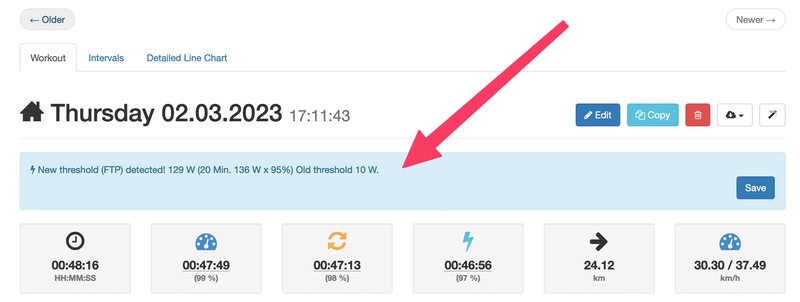 ← Older
Newer →
Workout
Intervals
Detailed Line Chart
Thursday 02.03.2023 17:11:43
Edit
Copy
New threshold (FTP) detected! 129 W (20 Min. 136 W x 95%) Old threshold 10 W.
Save
00:48:16
HH:MM:SS
00:47:49
(99 %)
00:47:13
(98 %)
00:46:56
(97 %)
24.12
km
30.30 / 37.49
km/h